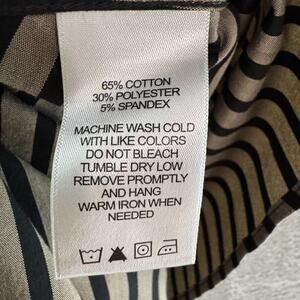 65% COTTON
30% POLYESTER
5% SPANDEX
MACHINE WASH COLD
WITH LIKE COLORS
DO NOT BLEACH
TUMBLE DRY LOW
REMOVE PROMPTLY
AND HANG
WARM IRON WHEN
NEEDED